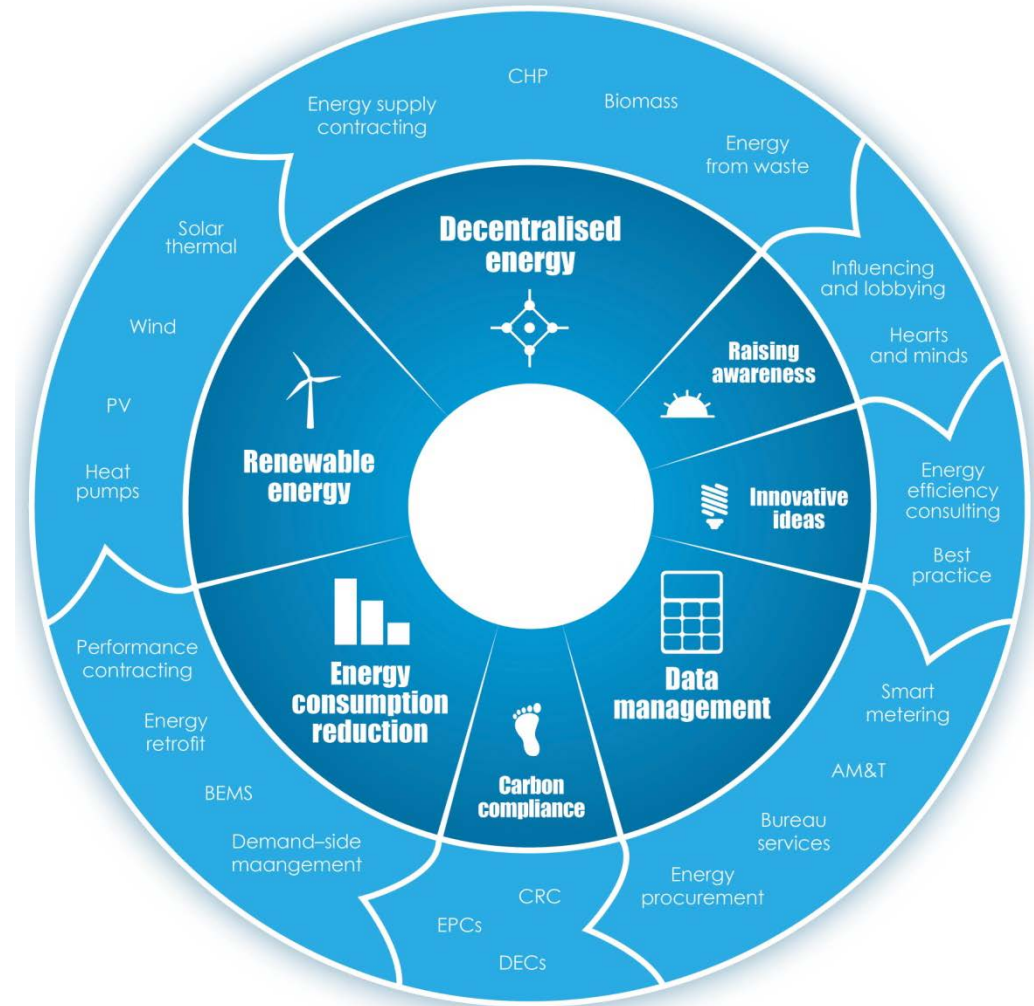 CHP
Energy supply
contracting
Biomass
Energy
from waste
Decentralised
energy
Influencing
and lobbying
Hearts
and minds
Raising
awareness
Energy
efficiency
consulting
Best
practice
Innovative
ideas
Smart
metering
AM&T
Bureau
services
Energy
procurement
Data
management
CRC
EPCs
DECs
Carbon
compliance
Performance
contracting
Energy
retrofit
BEMS
Demand–side
maangement
Energy
consumption
reduction
Solar
thermal
Wind
PV
Heat
pumps
Renewable
energy